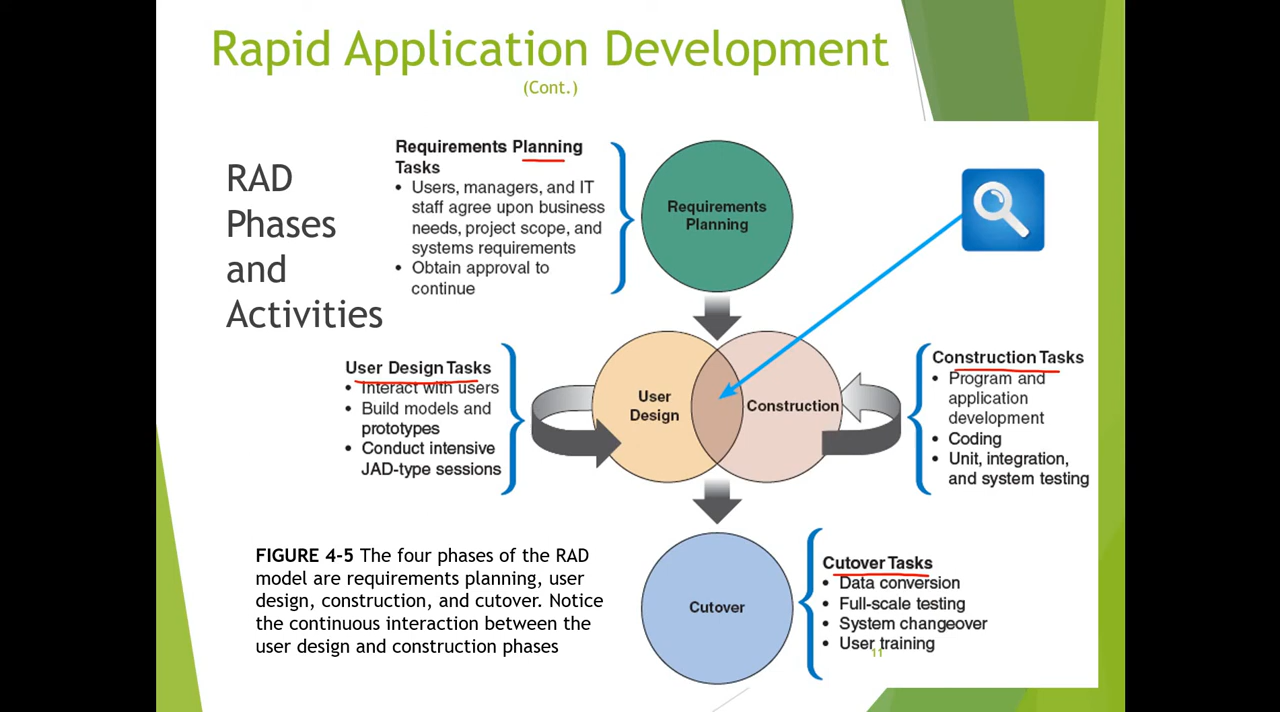 Rapid Application Development
(Cont.)
RAD
Phases
and
Activities
Requirements Planning
Tasks
• Users, managers, and IT
staff agree upon business
needs, project scope, and
systems requirements
• Obtain approval to
continue
Requirements
Planning
User Design Tasks
• Interact with users
• Build models and
prototypes
• Conduct intensive
JAD-type sessions
User
Design
Construction
Construction Tasks
• Program and
application
development
• Coding
• Unit, integration,
and system testing
FIGURE 4-5 The four phases of the RAD
model are requirements planning, user
design, construction, and cutover. Notice
the continuous interaction between the
user design and construction phases
Cutover
Cutover Tasks
• Data conversion
• Full-scale testing
• System changeover
• User training
11